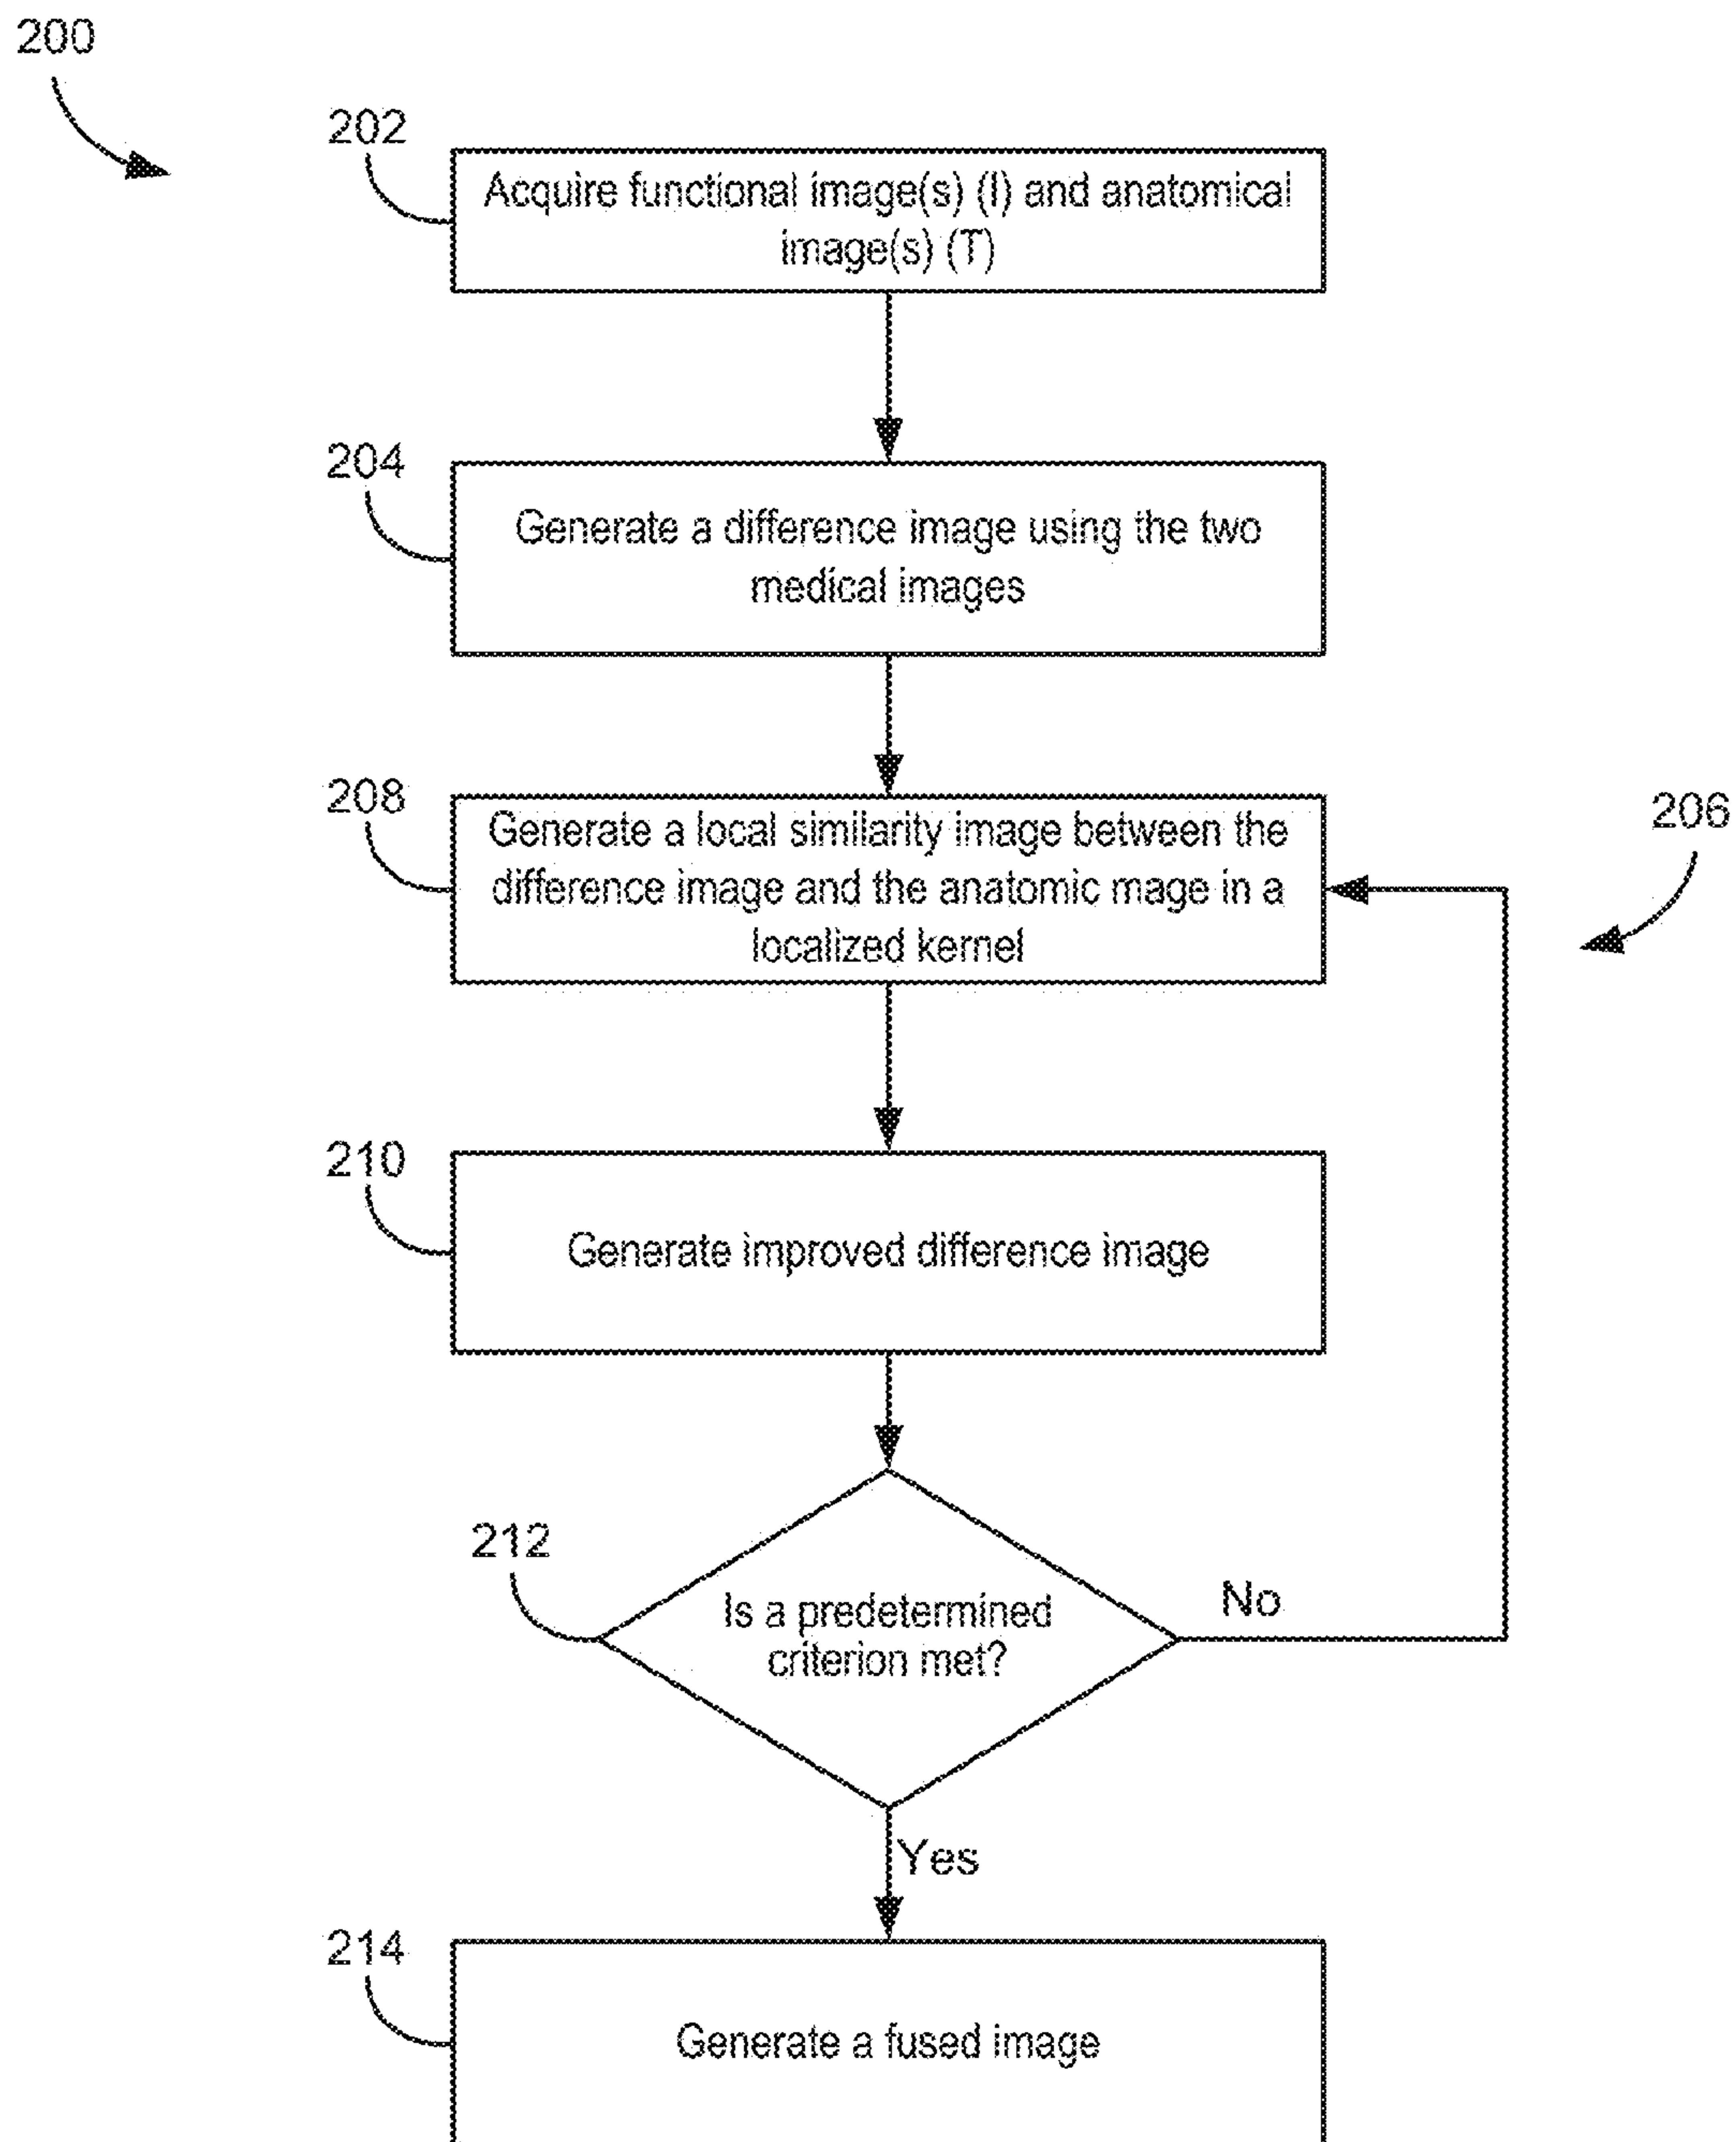 200
202
Acquire functional image(s) (I) and anatomical
image(s) (T)
204
Generate a difference image using the two
medical images
208
Generate a local similarity image between the
difference image and the anatomic mage in a
localized kernel
206
210
Generate improved difference image
212
Is a predetermined
criterion met?
No
Yes
214
Generate a fused image